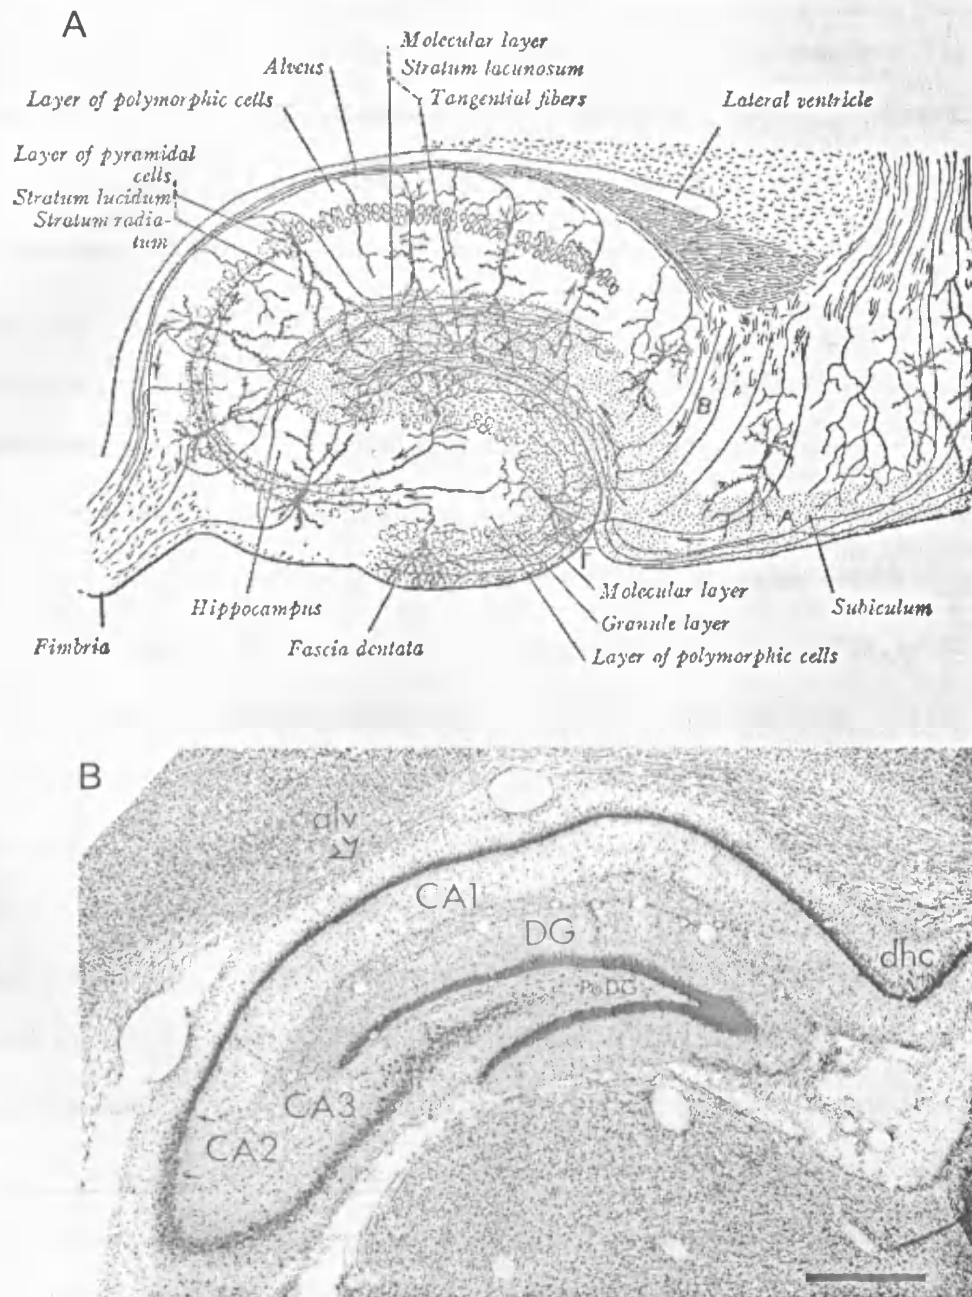 A
Molecular layer
Stratum lacunosum
Tangential fibers
Alveus
Layer of polymorphic cells
Lateral ventricle
Layer of pyramidal
cells
Stratum lucidum
Stratum radia-
tum
B
A
Hippocampus
Fimbria
Fascia dentata
Molecular layer
Granule layer
Layer of polymorphic cells
Subiculum
B
alv
CA1
DG
dhc
CA3
CA2